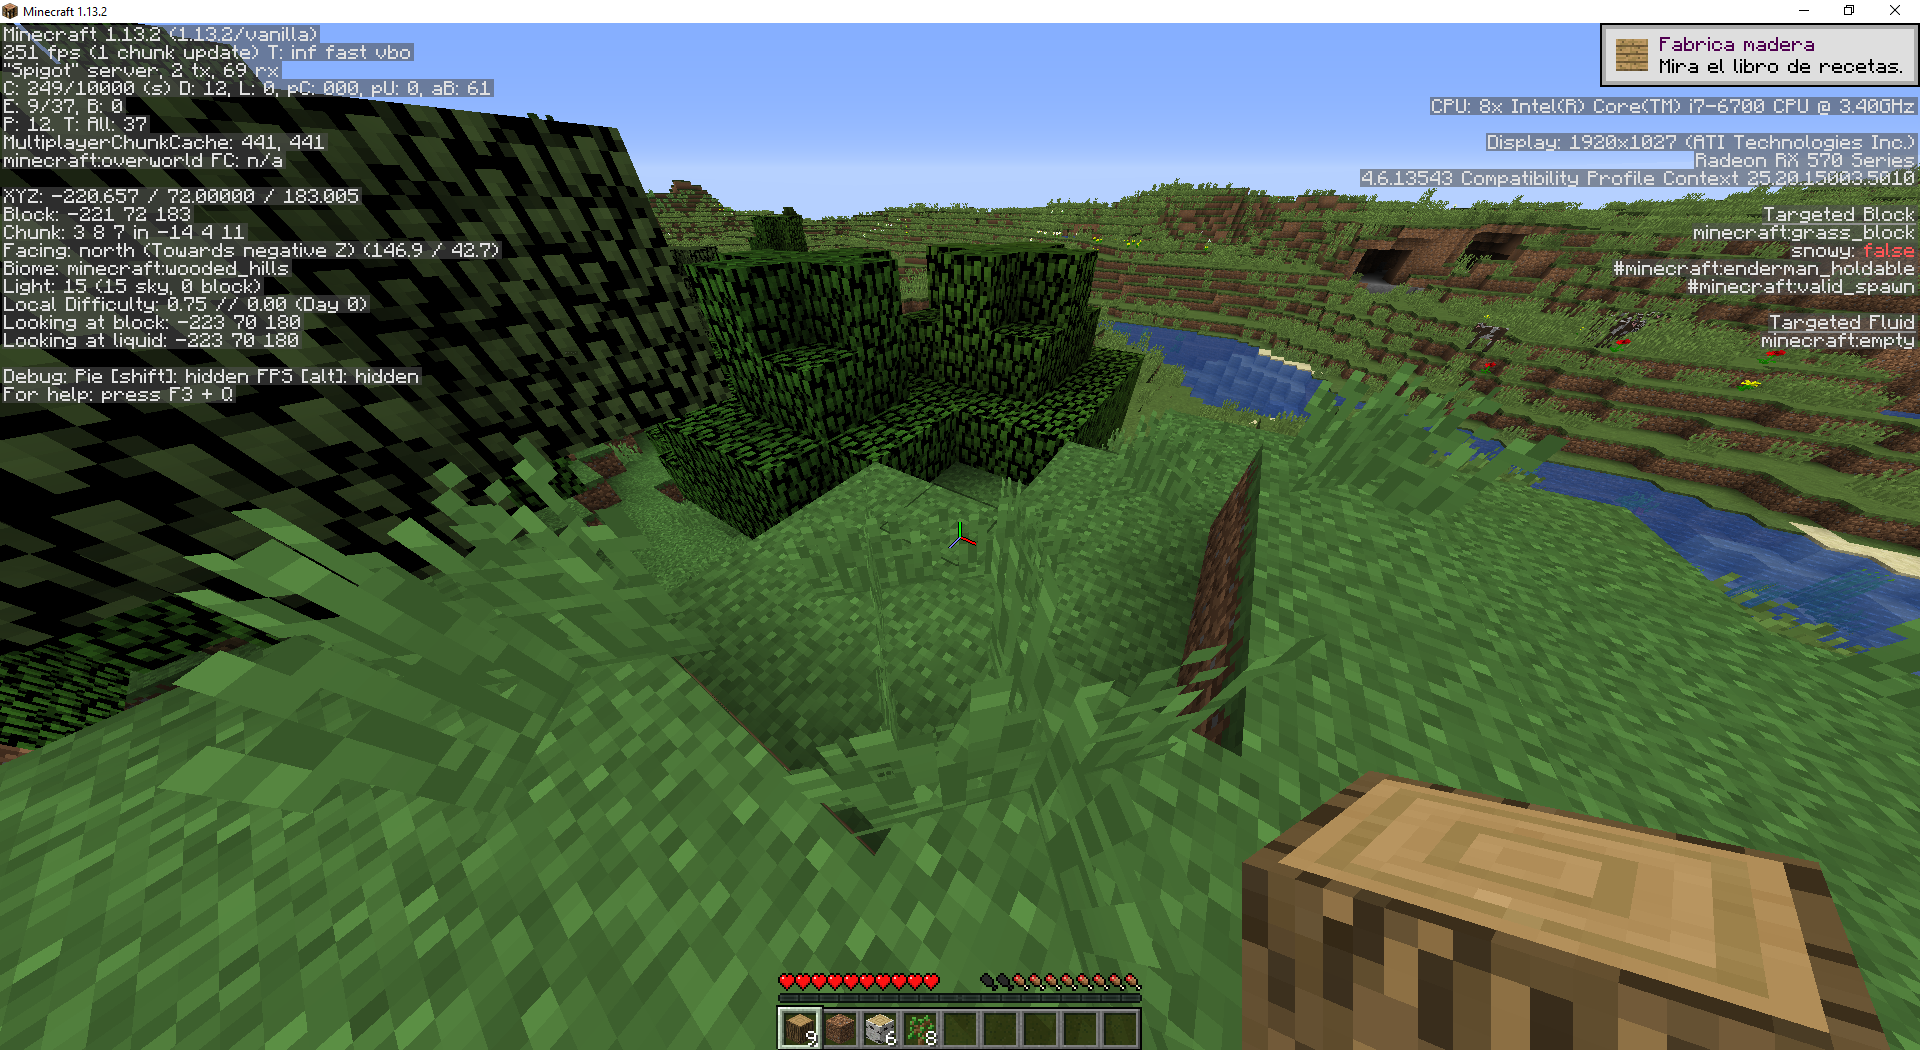 Minecraft 1.13.2
Minecraft 1.13.2 (1.13.2/vanilla)
251 fps (1 chunk update) T: inf fast vbo
"Spigot" server, 2 tx, 69 rx
C: 249/10000 (s) D: 12, L: 0, pC: 000, pU: 0, aB: 61
E: 9/37, B: 0
P: 12. T: All: 37
MultiplayerChunkCache: 441, 441
minecraft:overworld FC: n/a
XYZ: -220.657 / 72.00000 / 183.005
Block: -221 72 183
Chunk: 3 8 7 in -14 4 11
Facing: north (Towards negative Z) (146.9 / 42.7)
Biome: minecraft:wooded_hills
Light: 15 (15 sky, 0 block)
Local Difficulty: 0.75 // 0.00 (Day 0)
Looking at block: -223 70 180
Looking at liquid: -223 70 180
Debug: Pie [shift]: hidden FPS [alt]: hidden
For help: press F3 + Q
Fabrica madera
Mira el libro de recetas.
CPU: 8x Intel(R) Core(TM) i7-6700 CPU @ 3.40GHz
Display: 1920x1027 (ATI Technologies Inc.)
Radeon RX 570 Series
4.6.13543 Compatibility Profile Context 25.20.15003.5010
Targeted Block
minecraft:grass_block
snowy: false
#minecraft:enderman_holdable
#minecraft:valid_spawn
Targeted Fluid
minecraft:empty
9
6
8